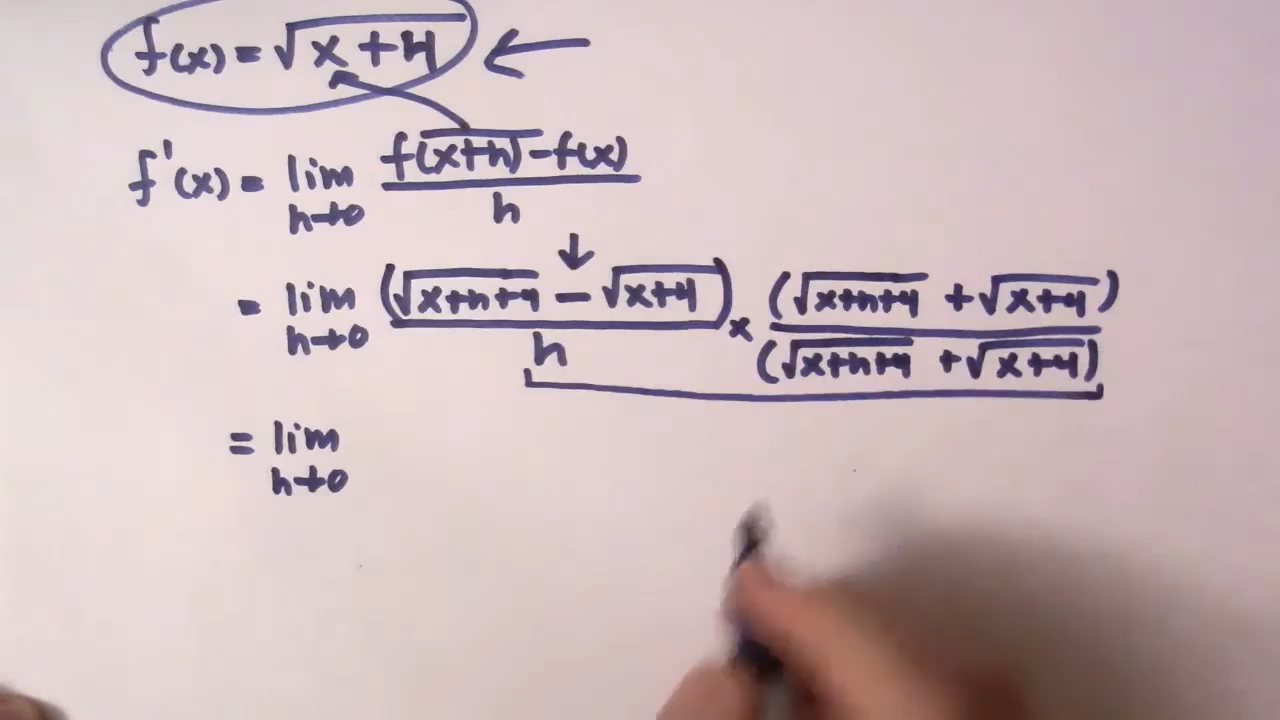 f(x) = √(x+4) ←
f'(x) = lim h→0 (f(x+h) - f(x))/h
↓
= lim h→0 (√(x+h+4) - √(x+4))/h × (√(x+h+4) + √(x+4))/(√(x+h+4) + √(x+4))
= lim h→0